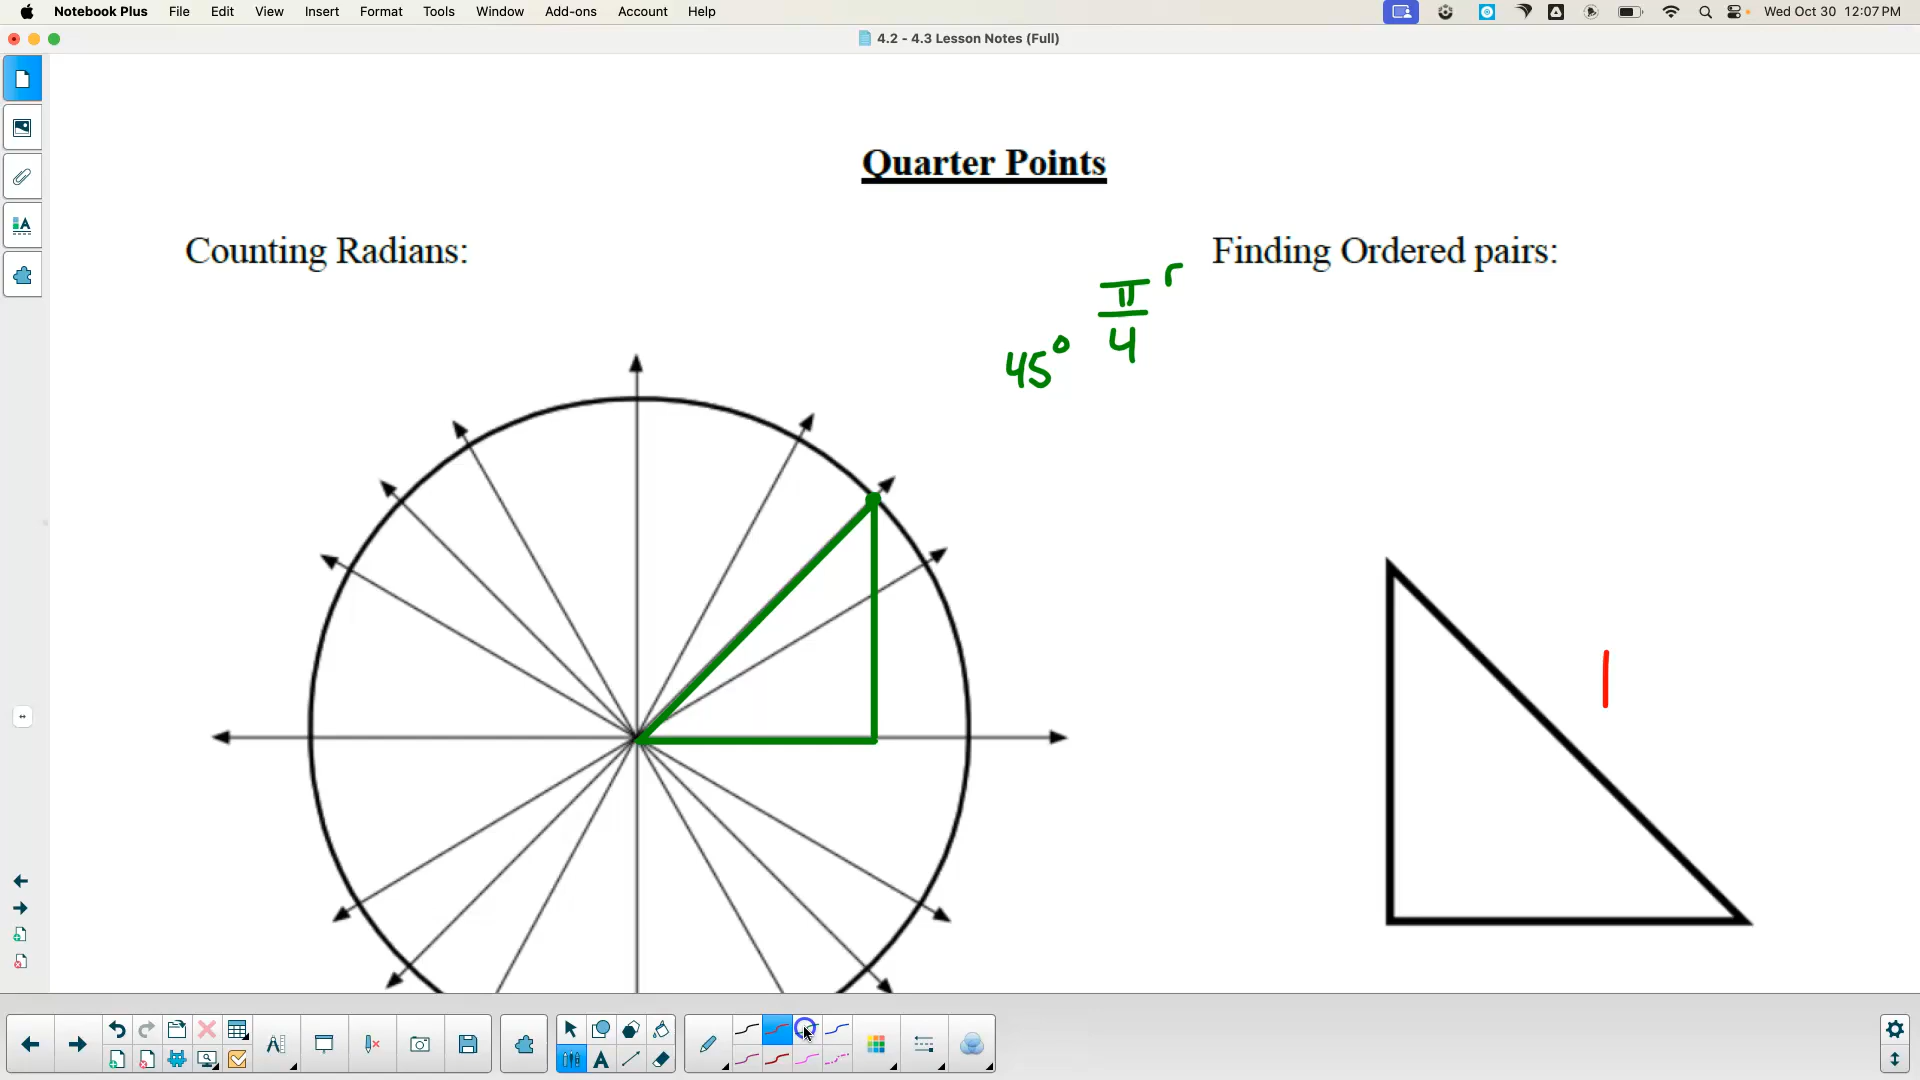 Notebook Plus File Edit View Insert Format Tools Window Add-ons Account Help Wed Oct 30 12:07 PM
4.2 - 4.3 Lesson Notes (Full)
Quarter Points
Counting Radians:
Finding Ordered pairs:
45° π/4 r
1